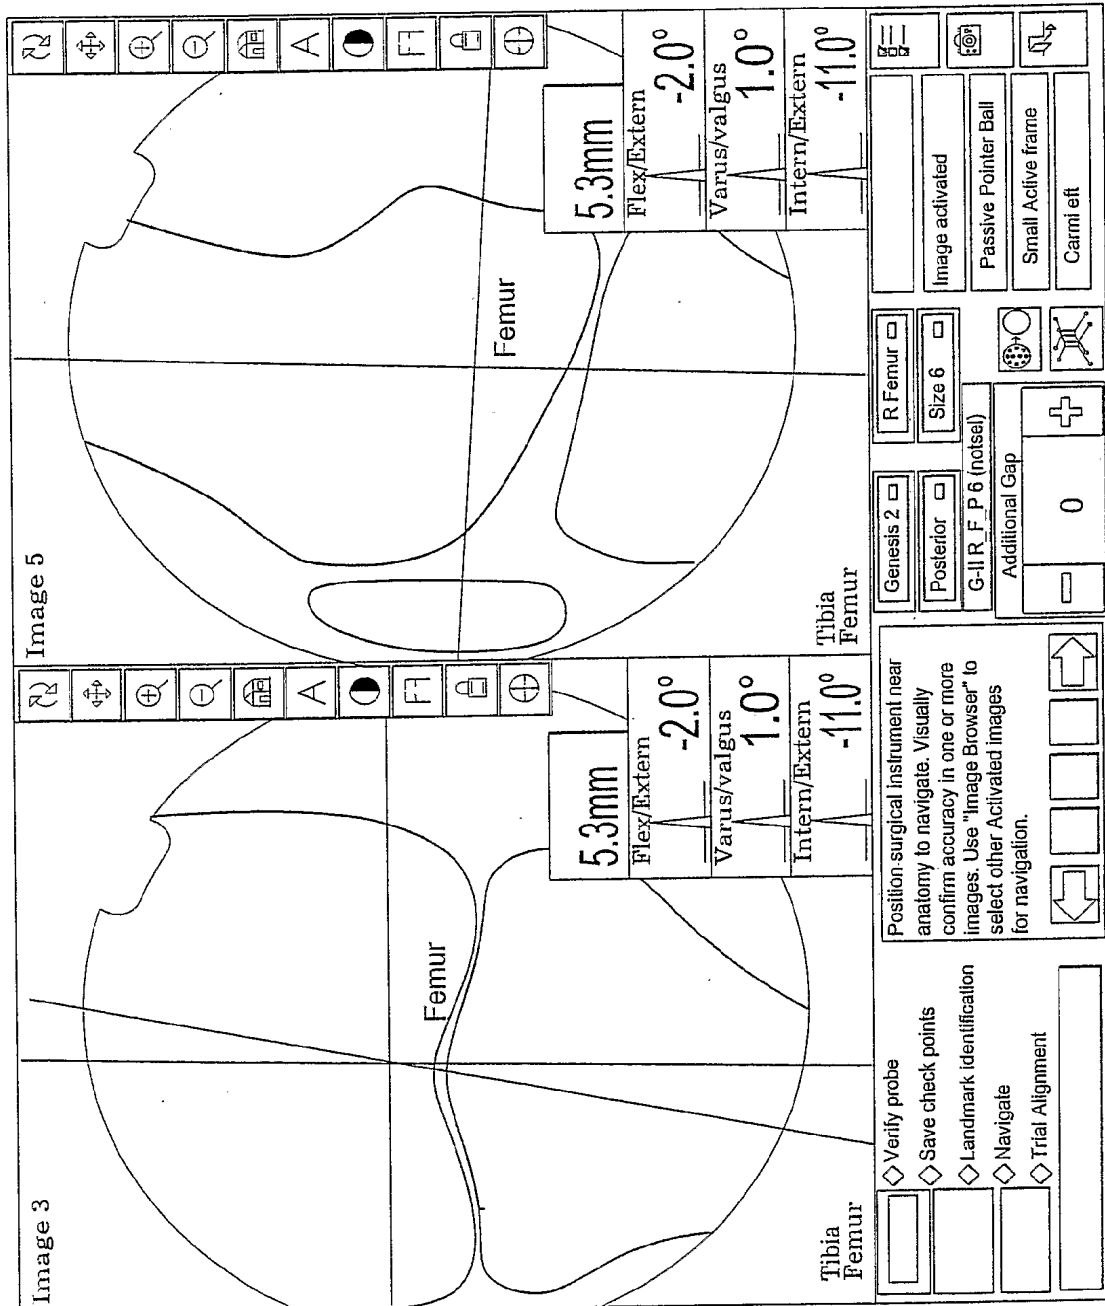 Image 3
A
Femur
5.3mm
Flex/Extern
-2.0°
Varus/valgus
1.0°
Intern/Extern
-11.0°
Tibia
Femur
Image 5
A
Femur
5.3mm
Flex/Extern
-2.0°
Varus/valgus
1.0°
Intern/Extern
-11.0°
Tibia
Femur
Verify probe
Save check points
Landmark identification
Navigate
Trial Alignment
Position surgical instrument near
anatomy to navigate. Visually
confirm accuracy in one or more
images. Use "Image Browser" to
select other Activated images
for navigation.
Genesis 2
R Femur
Posterior
Size 6
G-II R_F_P 6 (notsel)
Additional Gap
0
Image activated
Passive Pointer Ball
Small Active frame
Carmi eft